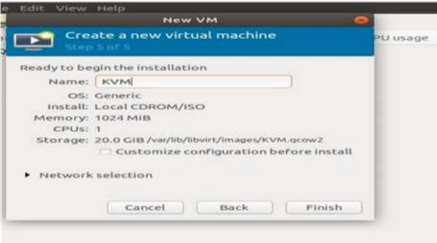 Edit View Help
New VM
Create a new virtual machine
Step 5 of 5
PU usage
Ready to begin the installation
Name: KVM
OS: Generic
Install: Local CDROM/ISO
Memory: 1024 MiB
CPUs: 1
Storage: 20.0 GiB /var/lib/libvirt/images/KVM.qcow2
Customize configuration before install
Network selection
Cancel Back Finish